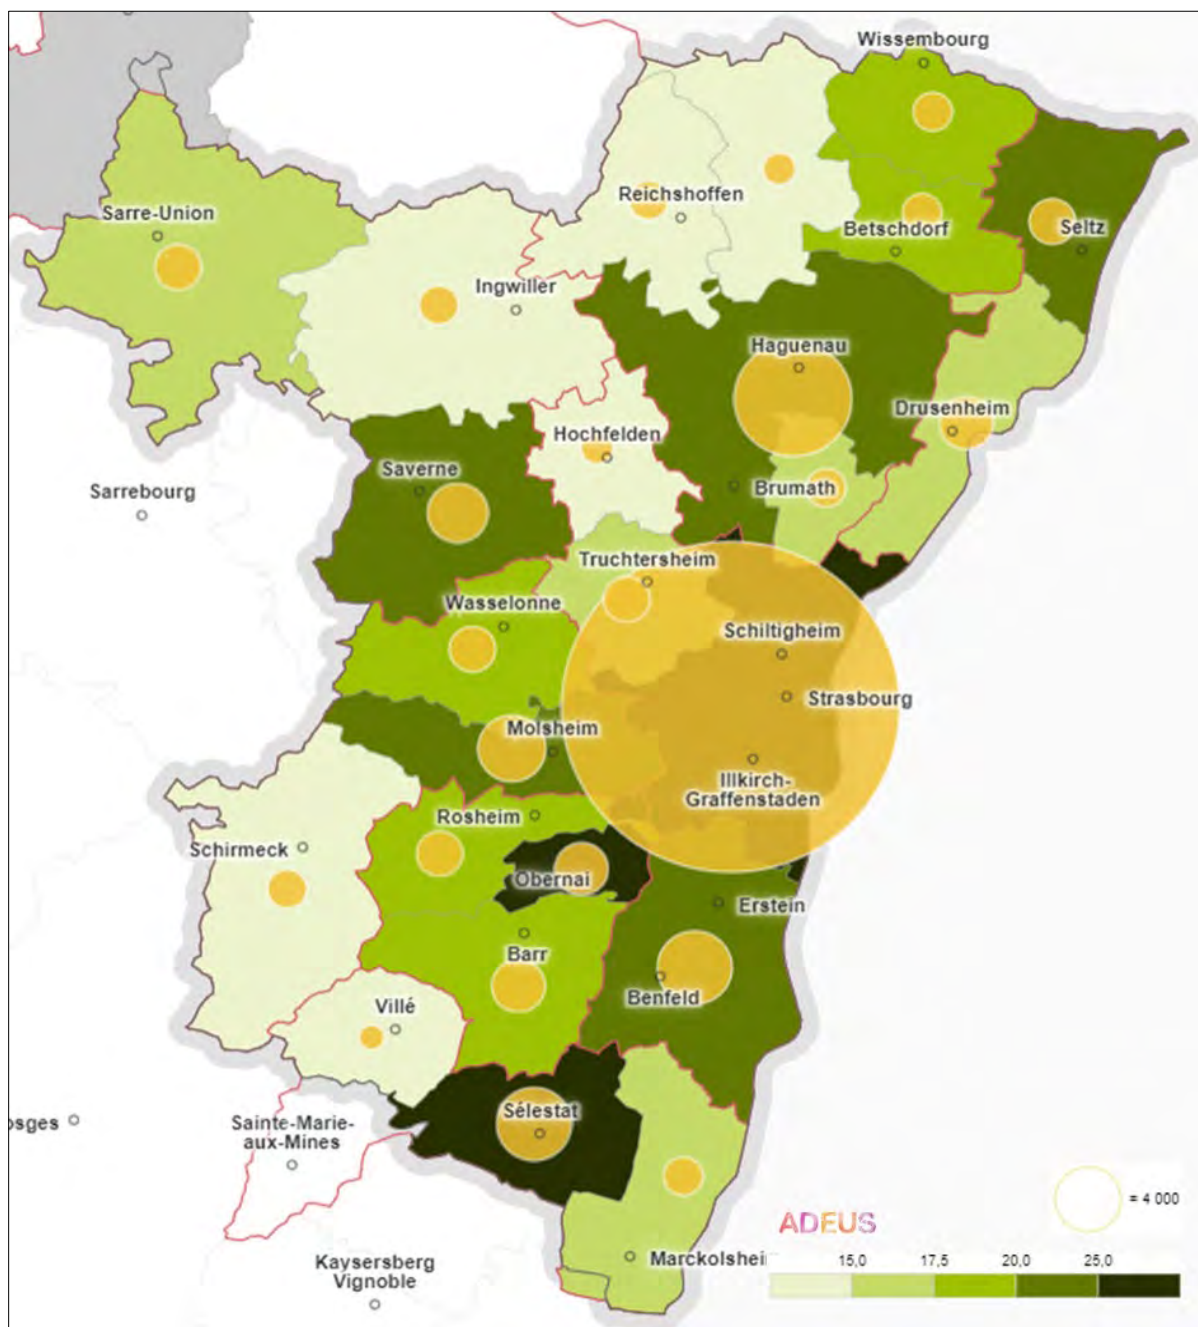 Wissembourg
Reichshoffen
Sarre-Union
Betschdorf
Seltz
Ingwiller
Haguenau
Drusenheim
Hochfelden
Saverne
Sarrebourg
Brumath
Truchtersheim
Wasselonne
Schiltigheim
Strasbourg
Molsheim
Illkirch-
Graffenstaden
Rosheim
Schirmeck
Obernai
Erstein
Barr
Benfeld
Villé
osges
Sélestat
Sainte-Marie-
aux-Mines
= 4 000
ADEUS
Marckolshei
Kaysersberg
Vignoble
15,0 17,5 20,0 25,0